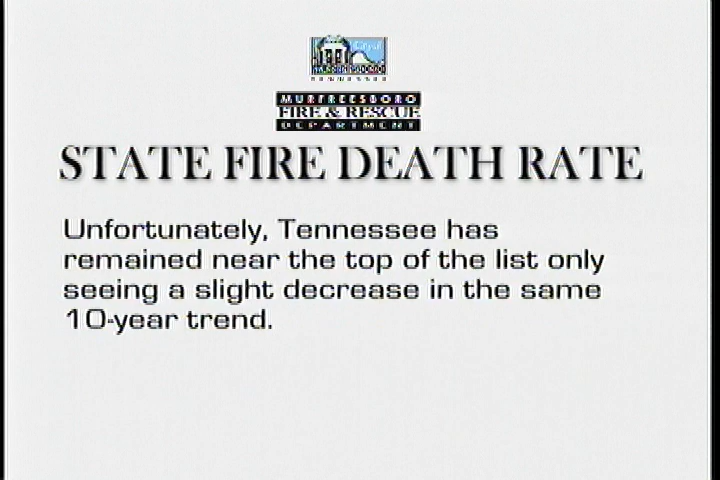 MURFREESBORO
FIRE & RESCUE
DEPARTMENT
STATE FIRE DEATH RATE
Unfortunately, Tennessee has
remained near the top of the list only
seeing a slight decrease in the same
10-year trend.